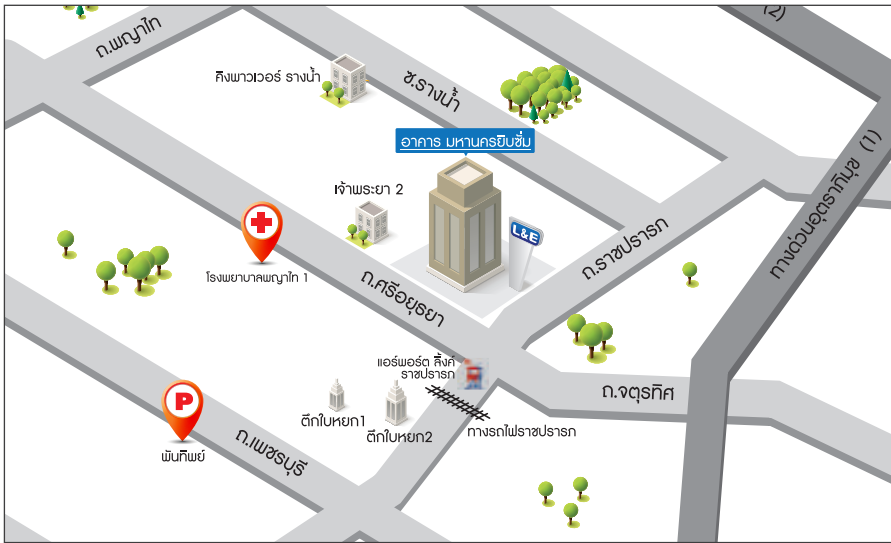 (2)
ถ.พญาไท
คิงพาวเวอร์ รางน้ำ
ซ.รางน้ำ
อาคาร มหานครยิบซั่ม
ทางด่วนอุตราภิมุข (1)
เจ้าพระยา 2
L&E
ถ.ราชปรารภ
โรงพยาบาลพญาไท 1
ถ.ศรีอยุธยา
แอร์พอร์ต ลิ้งค์
ราชปรารภ
ถ.จตุรทิศ
P
ตึกใบหยก1
ตึกใบหยก2
ทางรถไฟราชปรารภ
ถ.เพชรบุรี
พันทิพย์